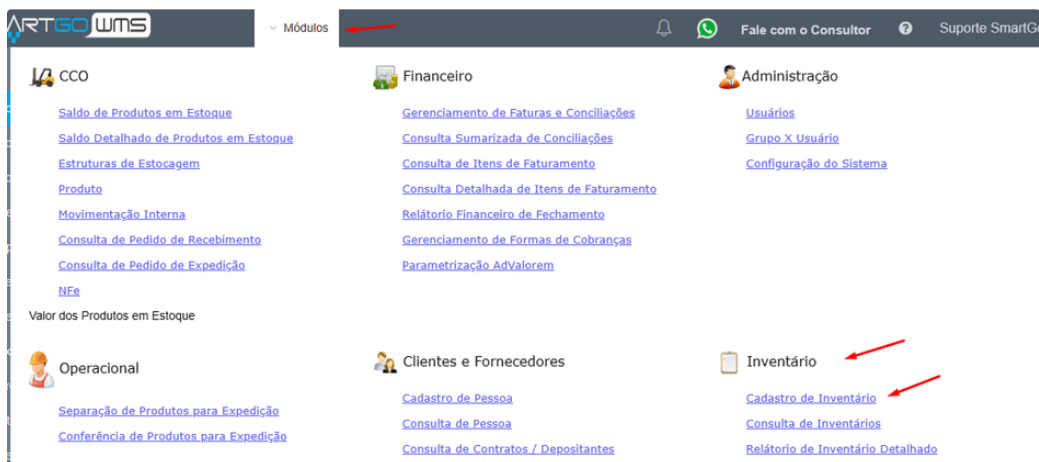 ARTGO WMS
Módulos
Fale com o Consultor
Suporte
CCO
Saldo de Produtos em Estoque
Saldo Detalhado de Produtos em Estoque
Estruturas de Estocagem
Produto
Movimentação Interna
Consulta de Pedido de Recebimento
Consulta de Pedido de Expedição
NFe
Valor dos Produtos em Estoque
Financeiro
Gerenciamento de Faturas e Conciliações
Consulta Sumarizada de Conciliações
Consulta de Itens de Faturamento
Consulta Detalhada de Itens de Faturamento
Relátorio Financeiro de Fechamento
Gerenciamento de Formas de Cobranças
Parametrização AdValorem
Administração
Usuários
Grupo X Usuário
Configuração do Sistema
Operacional
Separação de Produtos para Expedição
Conferência de Produtos para Expedição
Clientes e Fornecedores
Cadastro de Pessoa
Consulta de Pessoa
Consulta de Contratos / Depositantes
Inventário
Cadastro de Inventário
Consulta de Inventários
Relátorio de Inventário Detalhado